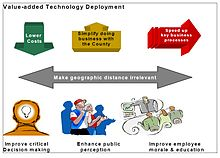 Value-added Technology Deployment
Lower
Costs
Simplify doing
business with
the County
Speed up
key business
processes
Make geographic distance irrelevant
Improve critical
Decision making
Enhance public
perception
Improve employee
morale & education